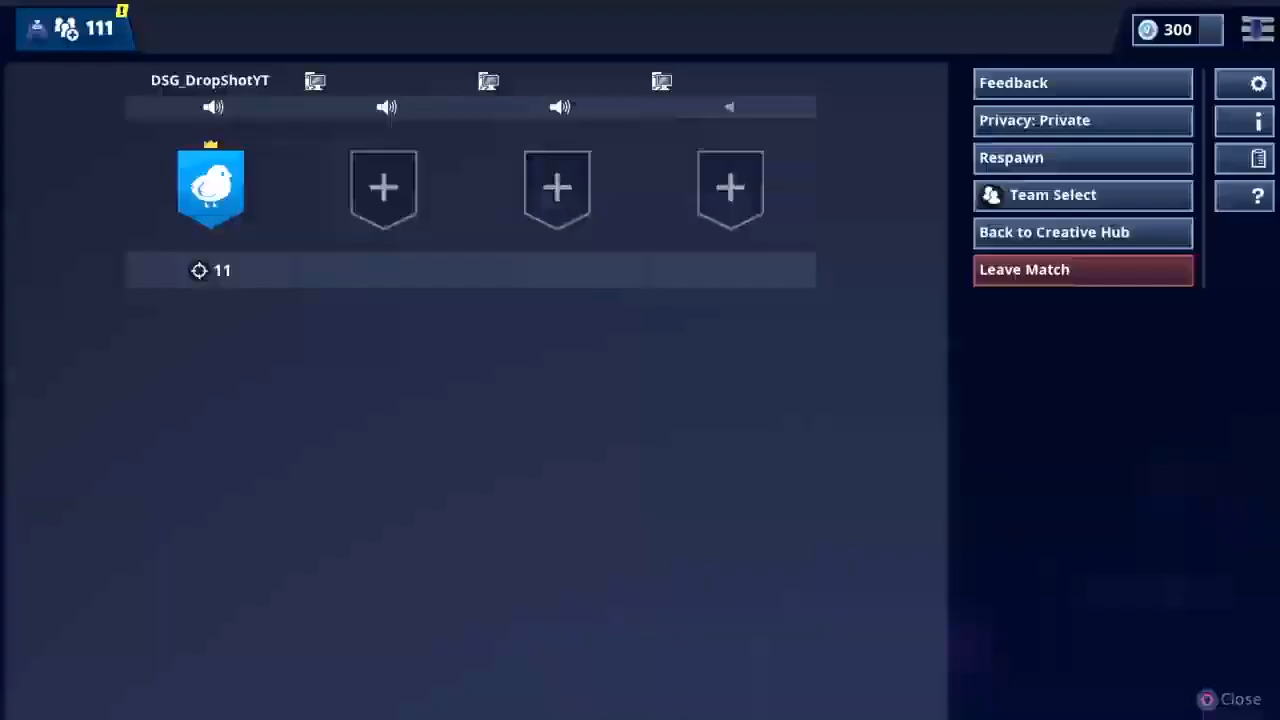 111
!
300
DSG_DropShotYT
Feedback
Privacy: Private
i
Respawn
Team Select
?
Back to Creative Hub
11
Leave Match
Close